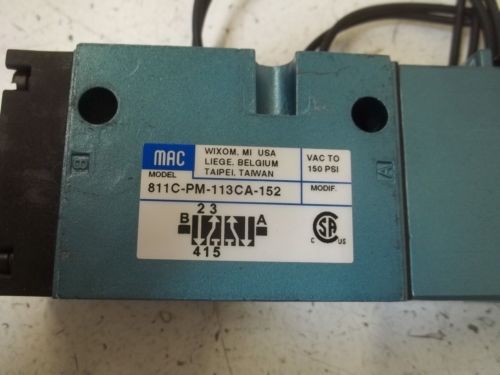 MAC
WIXOM, MI USA
LIEGE, BELGIUM
TAIPEI, TAIWAN
VAC TO
150 PSI
MODEL
811C-PM-113CA-152
MODIF.
2 3
B A
4 1 5
C US
B
A